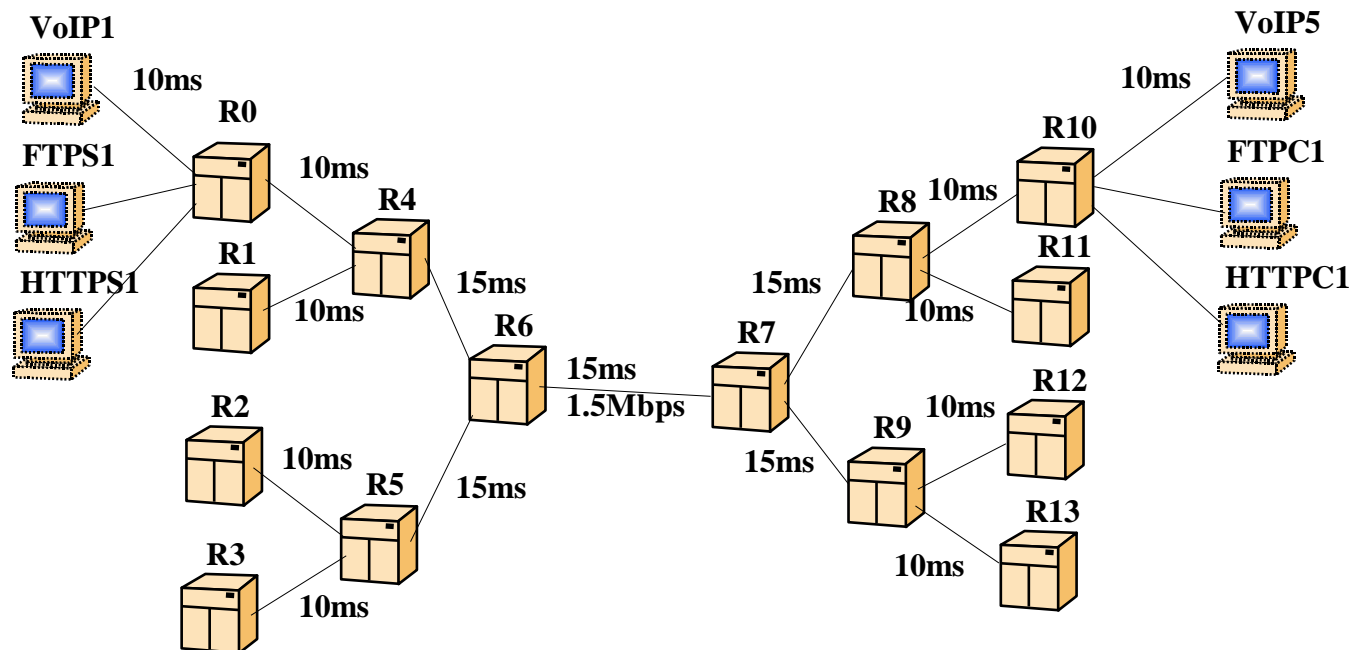 VoIP1
VoIP5
10ms
10ms
R0
R10
FTPS1
FTPC1
10ms
10ms
R4
R8
R1
R11
HTTPS1
HTTPC1
15ms
15ms
10ms
10ms
R6
R7
15ms
1.5Mbps
R12
R2
10ms
R9
10ms
15ms
15ms
R5
R13
R3
10ms
10ms